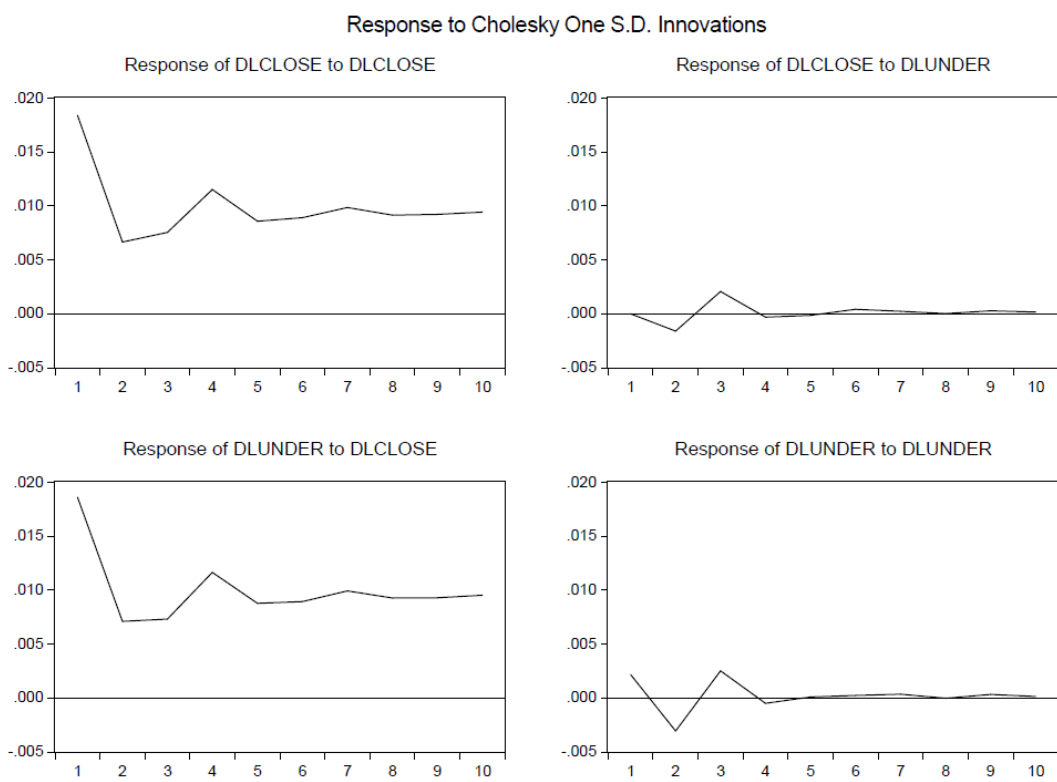 Response to Cholesky One S.D. Innovations
Response of DLCLOSE to DLCLOSE
.020
.015
.010
.005
.000
-.005
1 2 3 4 5 6 7 8 9 10
Response of DLCLOSE to DLUNDER
.020
.015
.010
.005
.000
-.005
1 2 3 4 5 6 7 8 9 10
Response of DLUNDER to DLCLOSE
.020
.015
.010
.005
.000
-.005
1 2 3 4 5 6 7 8 9 10
Response of DLUNDER to DLUNDER
.020
.015
.010
.005
.000
-.005
1 2 3 4 5 6 7 8 9 10